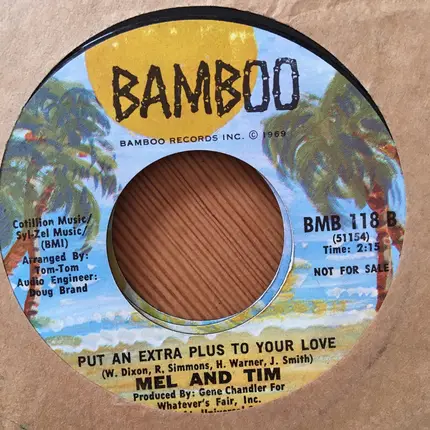 BAMBOO
BAMBOO RECORDS INC. © 1969
Cotillion Music/
Syl-Zel Music/
(BMI)
Arranged By:
Tom-Tom
Audio Engineer:
Doug Brand
BMB 118 B
(51154)
Time: 2:15
NOT FOR SALE
PUT AN EXTRA PLUS TO YOUR LOVE
(W. Dixon, R. Simmons, H. Warner, J. Smith)
MEL AND TIM
Produced By: Gene Chandler For
Whatever's Fair, Inc.